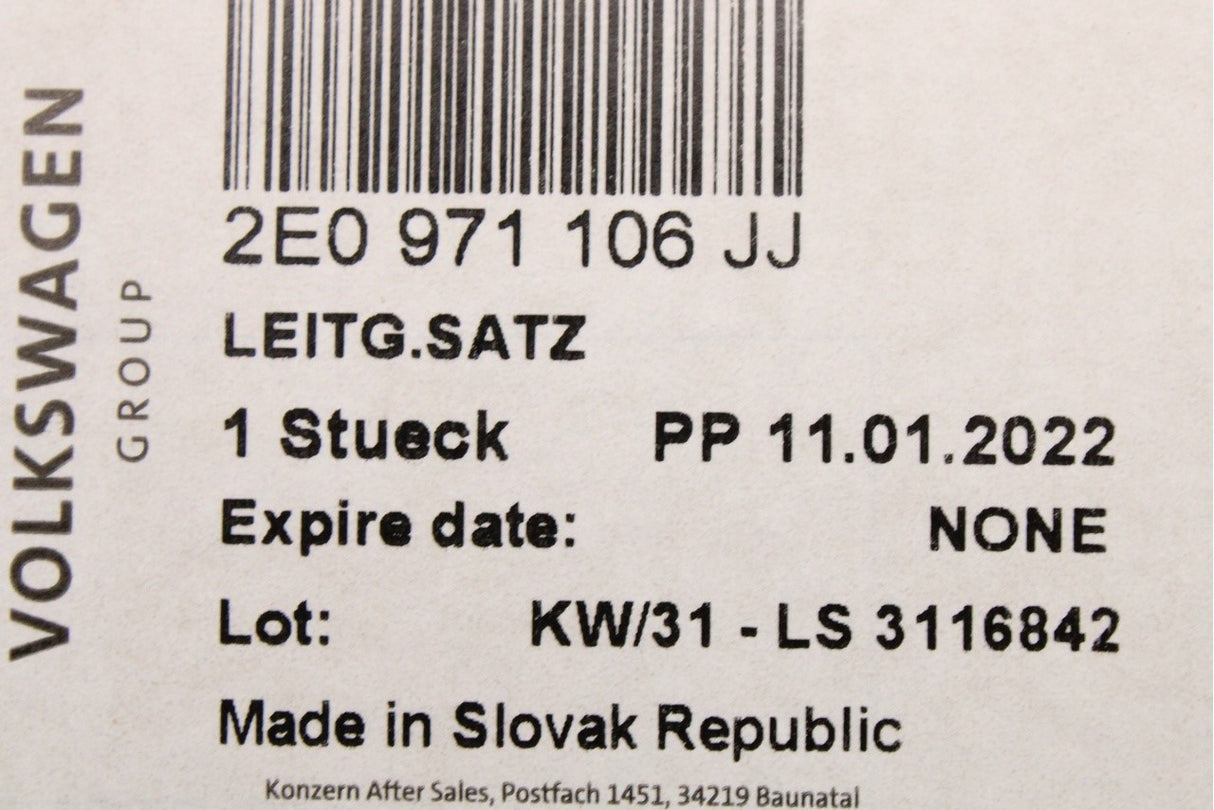 VOLKSWAGEN
GROUP
2E0 971 106 JJ
LEITG.SATZ
1 Stueck PP 11.01.2022
Expire date: NONE
Lot: KW/31 - LS 3116842
Made in Slovak Republic
Konzern After Sales, Postfach 1451, 34219 Baunatal